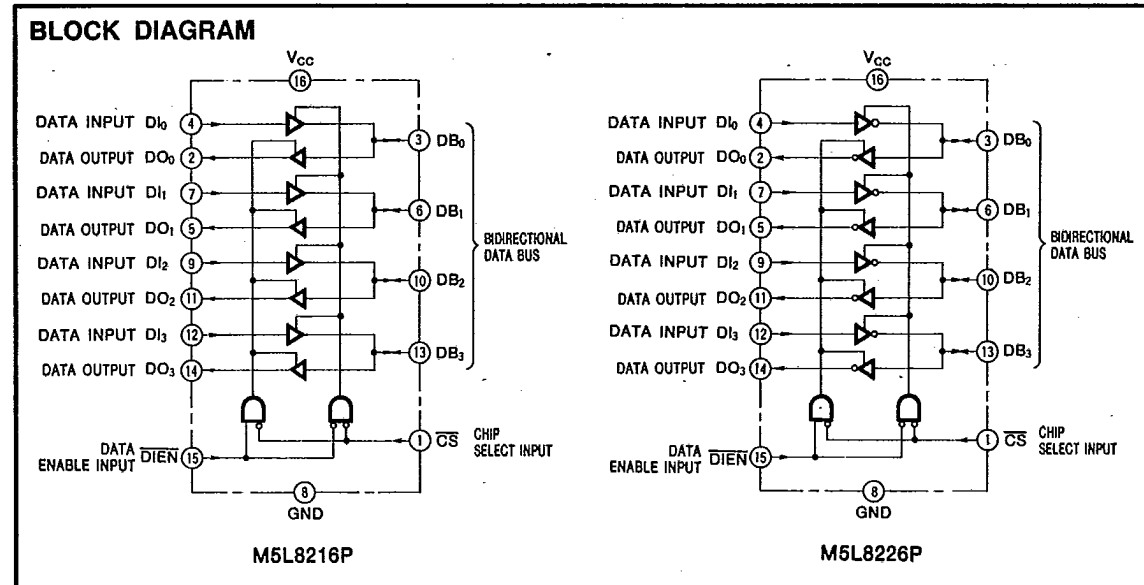 BLOCK DIAGRAM
VCC
16
DATA INPUT DI0 4
DATA OUTPUT DO0 2
3 DB0
DATA INPUT DI1 7
DATA OUTPUT DO1 5
6 DB1
DATA INPUT DI2 9
DATA OUTPUT DO2 11
10 DB2
DATA INPUT DI3 12
DATA OUTPUT DO3 14
13 DB3
BIDIRECTIONAL
DATA BUS
1 CS
CHIP
SELECT INPUT
DATA
ENABLE INPUT DIEN 15
8
GND
M5L8216P
VCC
16
DATA INPUT DI0 4
DATA OUTPUT DO0 2
3 DB0
DATA INPUT DI1 7
DATA OUTPUT DO1 5
6 DB1
DATA INPUT DI2 9
DATA OUTPUT DO2 11
10 DB2
DATA INPUT DI3 12
DATA OUTPUT DO3 14
13 DB3
BIDIRECTIONAL
DATA BUS
1 CS
CHIP
SELECT INPUT
DATA
ENABLE INPUT DIEN 15
8
GND
M5L8226P